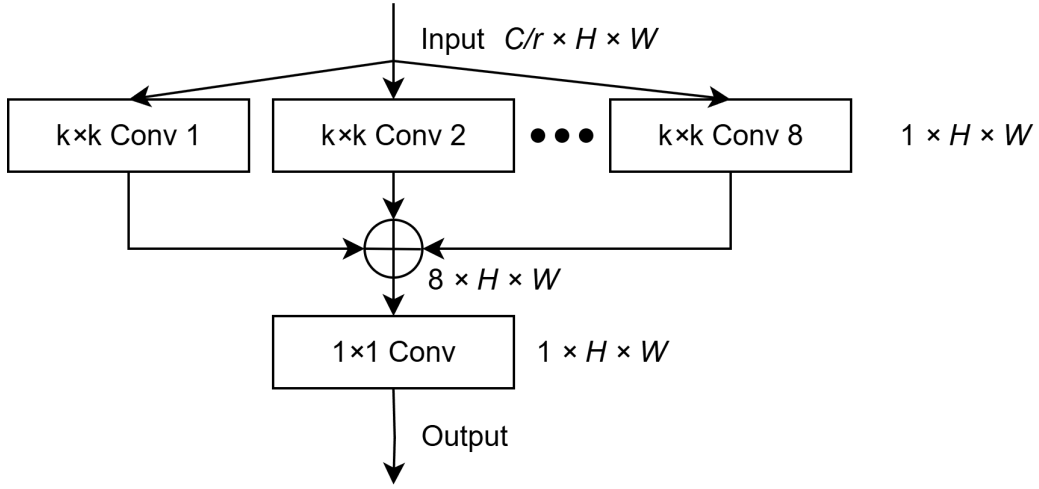 Input C/r × H × W
k×k Conv 1
k×k Conv 2
k×k Conv 8
1 × H × W
8 × H × W
1×1 Conv
1 × H × W
Output